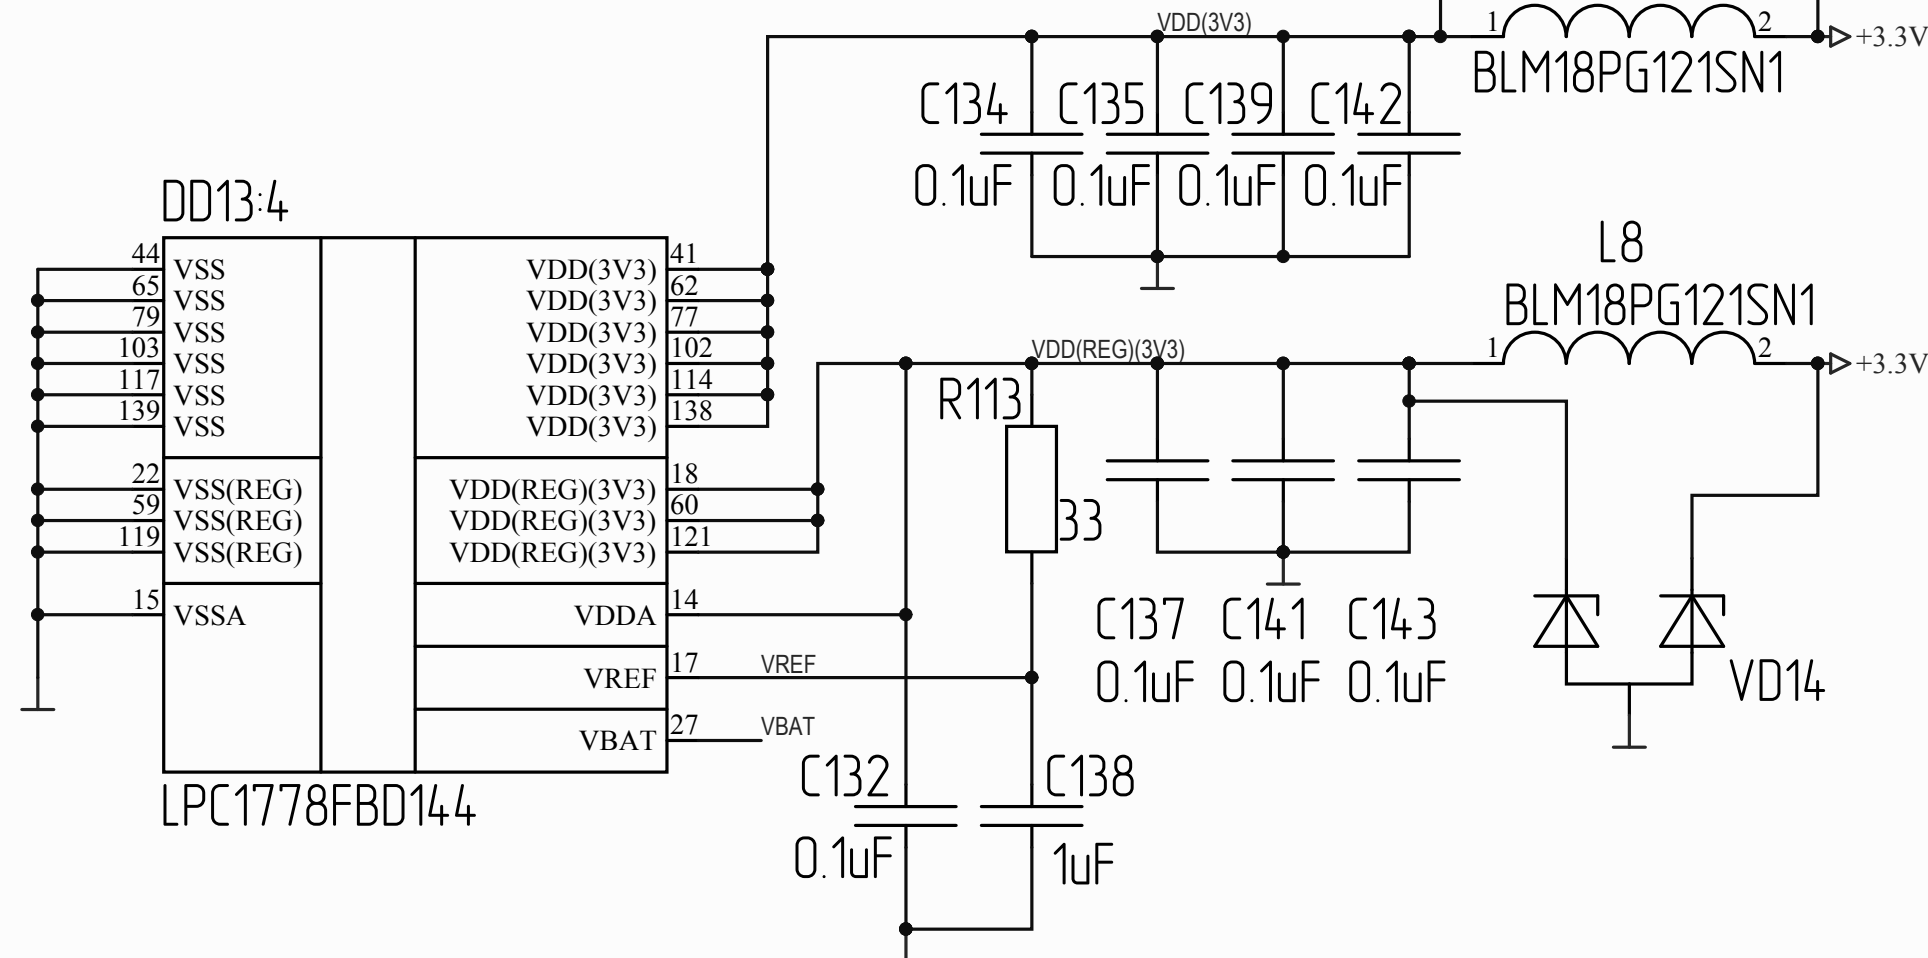 VDD(3V3)
1
2
+3.3V
BLM18PG121SN1
C134
C135
C139
C142
0.1uF
0.1uF
0.1uF
0.1uF
DD13:4
44
VSS
VDD(3V3)
41
65
VSS
VDD(3V3)
62
79
VSS
VDD(3V3)
77
103
VSS
VDD(3V3)
102
117
VSS
VDD(3V3)
114
139
VSS
VDD(3V3)
138
22
VSS(REG)
VDD(REG)(3V3)
18
59
VSS(REG)
VDD(REG)(3V3)
60
119
VSS(REG)
VDD(REG)(3V3)
121
15
VSSA
VDDA
14
VREF
17
VREF
VBAT
27
VBAT
LPC1778FBD144
L8
BLM18PG121SN1
VDD(REG)(3V3)
1
2
+3.3V
R113
33
C137
C141
C143
0.1uF
0.1uF
0.1uF
VD14
C132
C138
0.1uF
1uF